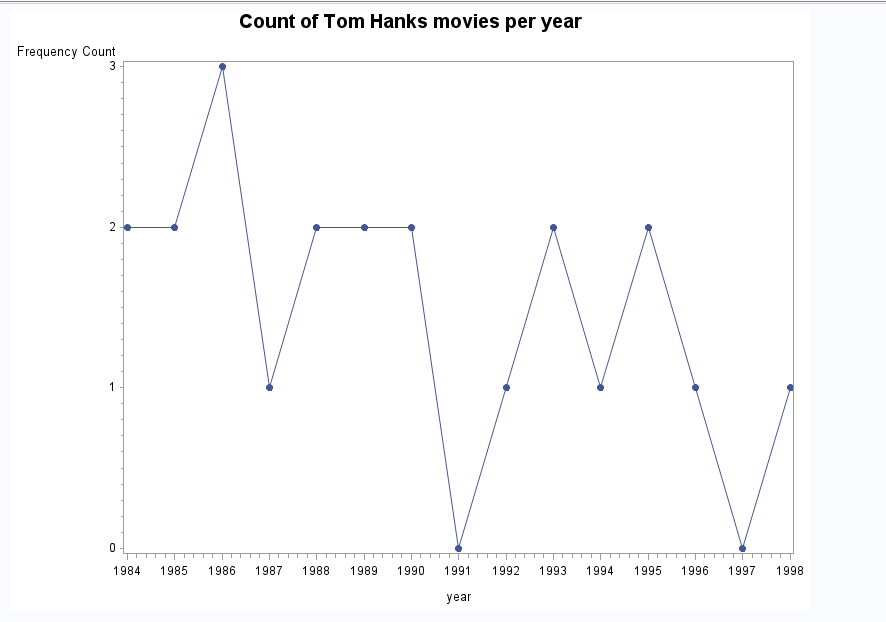 Count of Tom Hanks movies per year
Frequency Count
3
2
1
0
1984 1985 1986 1987 1988 1989 1990 1991 1992 1993 1994 1995 1996 1997 1998
year